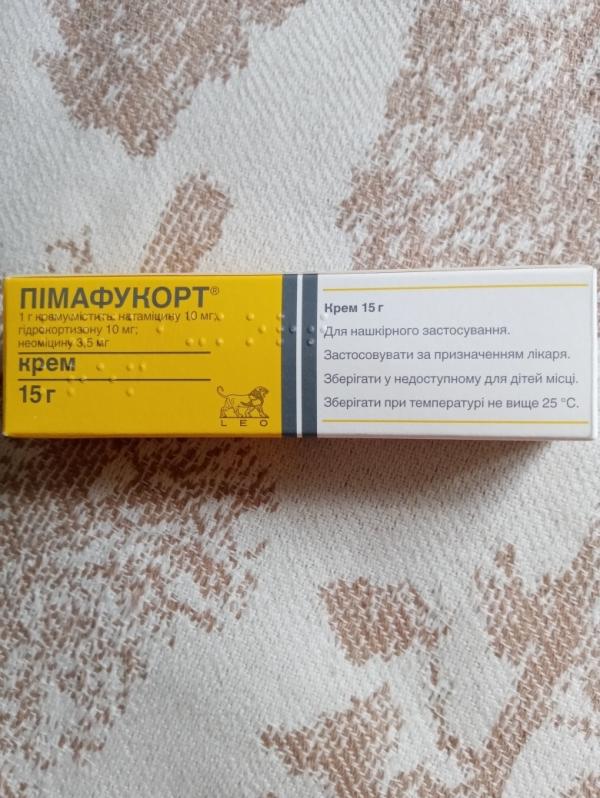 ПІМАФУКОРТ®
1 г крему містить: натаміцину 10 мг;
гідрокортизону 10 мг;
неоміцину 3,5 мг
крем
15 г
LEO
Крем 15 г
Для нашкірного застосування.
Застосовувати за призначенням лікаря.
Зберігати у недоступному для дітей місці.
Зберігати при температурі не вище 25 °C.